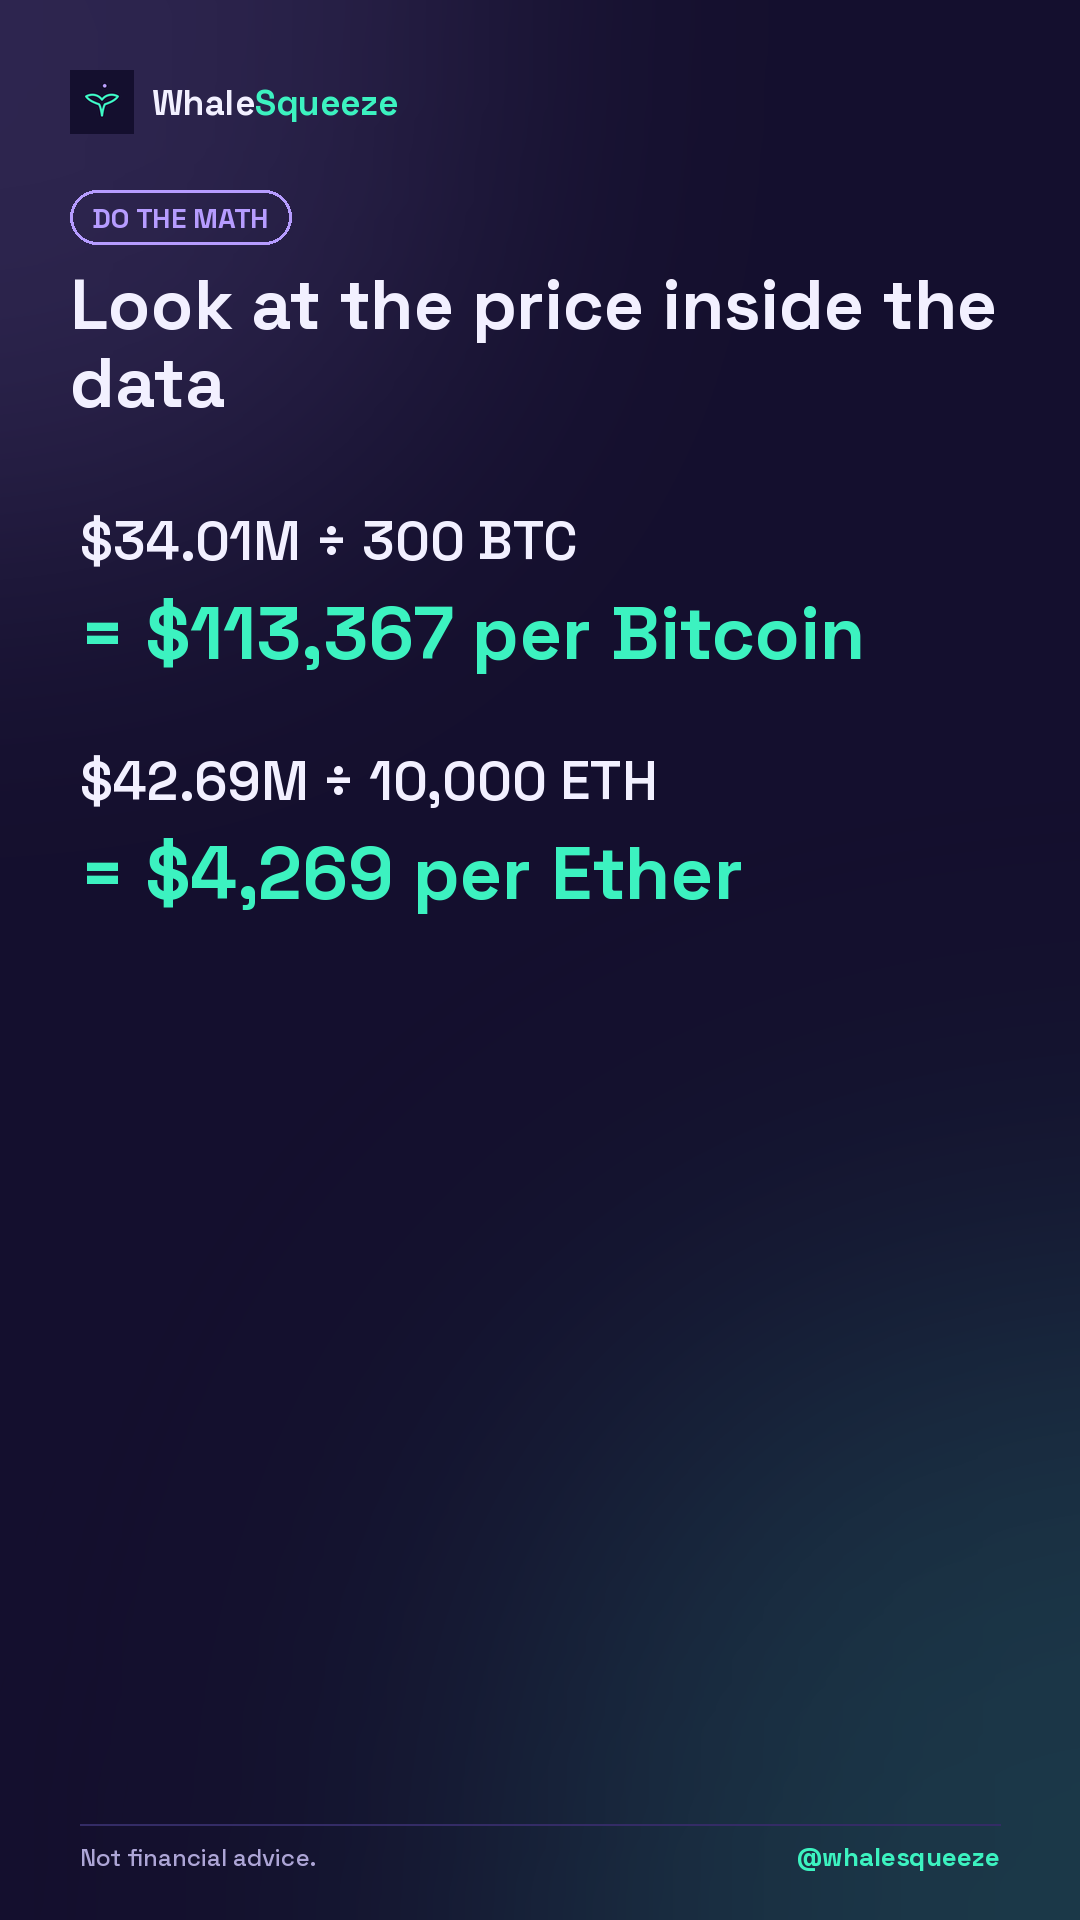 WhaleSqueeze
DO THE MATH
Look at the price inside the
data
$34.01M ÷ 300 BTC
= $113,367 per Bitcoin
$42.69M ÷ 10,000 ETH
= $4,269 per Ether
Not financial advice.
@whalesqueeze